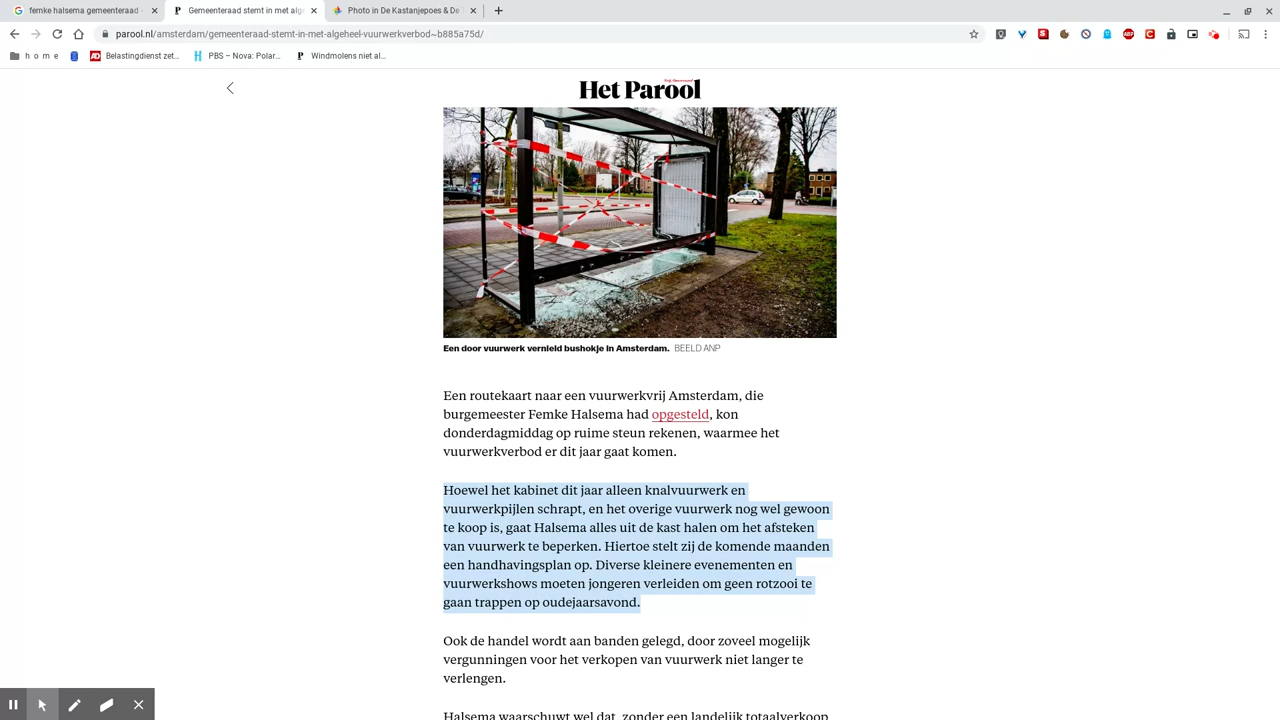 femke halsema gemeenteraad
Gemeenteraad stemt in met alg
Photo in De Kastanjepoes & De
parool.nl/amsterdam/gemeenteraad-stemt-in-met-algeheel-vuurwerkverbod~b885a75d/
h o m e
Belastingdienst zet...
PBS – Nova: Polar...
Windmolens niet al...
Het Parool
Een door vuurwerk vernield bushokje in Amsterdam. BEELD ANP
Een routekaart naar een vuurwerkvrij Amsterdam, die
burgemeester Femke Halsema had opgesteld, kon
donderdagmiddag op ruime steun rekenen, waarmee het
vuurwerkverbod er dit jaar gaat komen.
Hoewel het kabinet dit jaar alleen knalvuurwerk en
vuurwerkpijlen schrapt, en het overige vuurwerk nog wel gewoon
te koop is, gaat Halsema alles uit de kast halen om het afsteken
van vuurwerk te beperken. Hiertoe stelt zij de komende maanden
een handhavingsplan op. Diverse kleinere evenementen en
vuurwerkshows moeten jongeren verleiden om geen rotzooi te
gaan trappen op oudejaarsavond.
Ook de handel wordt aan banden gelegd, door zoveel mogelijk
vergunningen voor het verkopen van vuurwerk niet langer te
verlengen.
Halsema waarschuwt wel dat, zonder een landelijk totaalverkoop